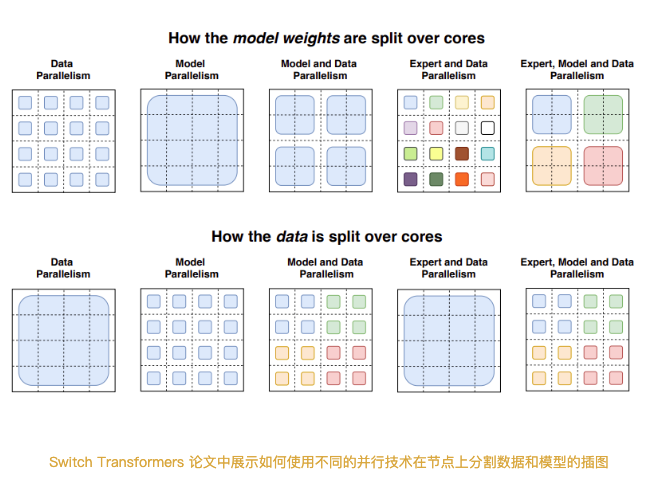 How the model weights are split over cores
Data
Parallelism
Model
Parallelism
Model and Data
Parallelism
Expert and Data
Parallelism
Expert, Model and Data
Parallelism
How the data is split over cores
Data
Parallelism
Model
Parallelism
Model and Data
Parallelism
Expert and Data
Parallelism
Expert, Model and Data
Parallelism
Switch Transformers 论文中展示如何使用不同的并行技术在节点上分割数据和模型的插图